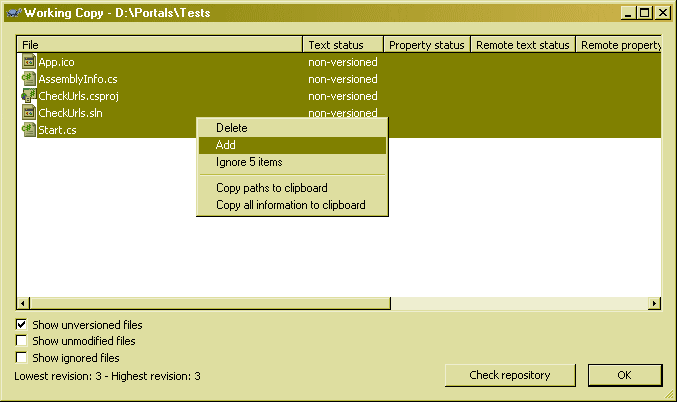 Working Copy - D:\Portals\Tests
File Text status Property status Remote text status Remote property
App.ico non-versioned
AssemblyInfo.cs non-versioned
CheckUrls.csproj non-versioned
CheckUrls.sln non-versioned
Start.cs
Delete
Add
Ignore 5 items
Copy paths to clipboard
Copy all information to clipboard
Show unversioned files
Show unmodified files
Show ignored files
Lowest revision: 3 - Highest revision: 3
Check repository
OK